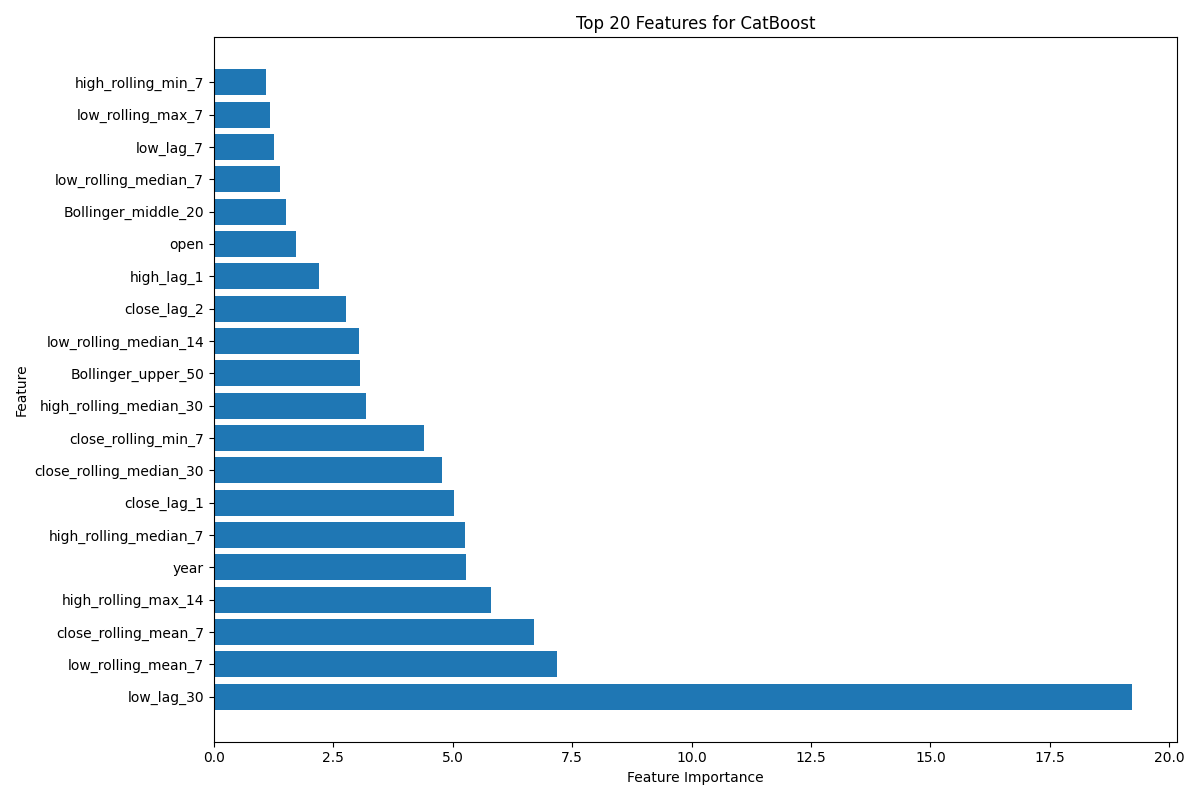 Top 20 Features for CatBoost
Feature
high_rolling_min_7
low_rolling_max_7
low_lag_7
low_rolling_median_7
Bollinger_middle_20
open
high_lag_1
close_lag_2
low_rolling_median_14
Bollinger_upper_50
high_rolling_median_30
close_rolling_min_7
close_rolling_median_30
close_lag_1
high_rolling_median_7
year
high_rolling_max_14
close_rolling_mean_7
low_rolling_mean_7
low_lag_30
0.0 2.5 5.0 7.5 10.0 12.5 15.0 17.5 20.0
Feature Importance